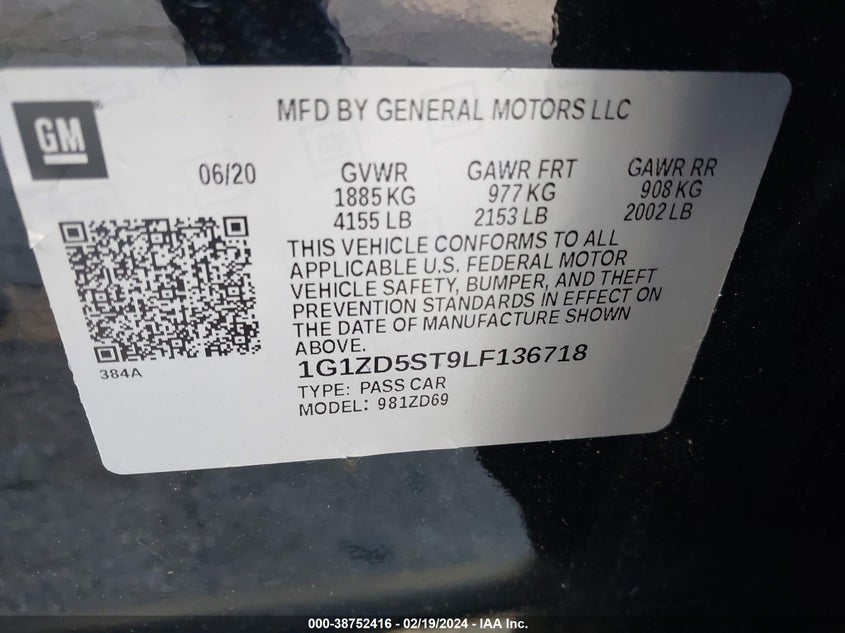 GM
MFD BY GENERAL MOTORS LLC
06/20
GVWR
1885 KG
4155 LB
GAWR FRT
977 KG
2153 LB
GAWR RR
908 KG
2002 LB
THIS VEHICLE CONFORMS TO ALL
APPLICABLE U.S. FEDERAL MOTOR
VEHICLE SAFETY, BUMPER, AND THEFT
PREVENTION STANDARDS IN EFFECT ON
THE DATE OF MANUFACTURE SHOWN
ABOVE.
384A
1G1ZD5ST9LF136718
TYPE: PASS CAR
MODEL: 981ZD69
000-38752416 - 02/19/2024 - IAA Inc.